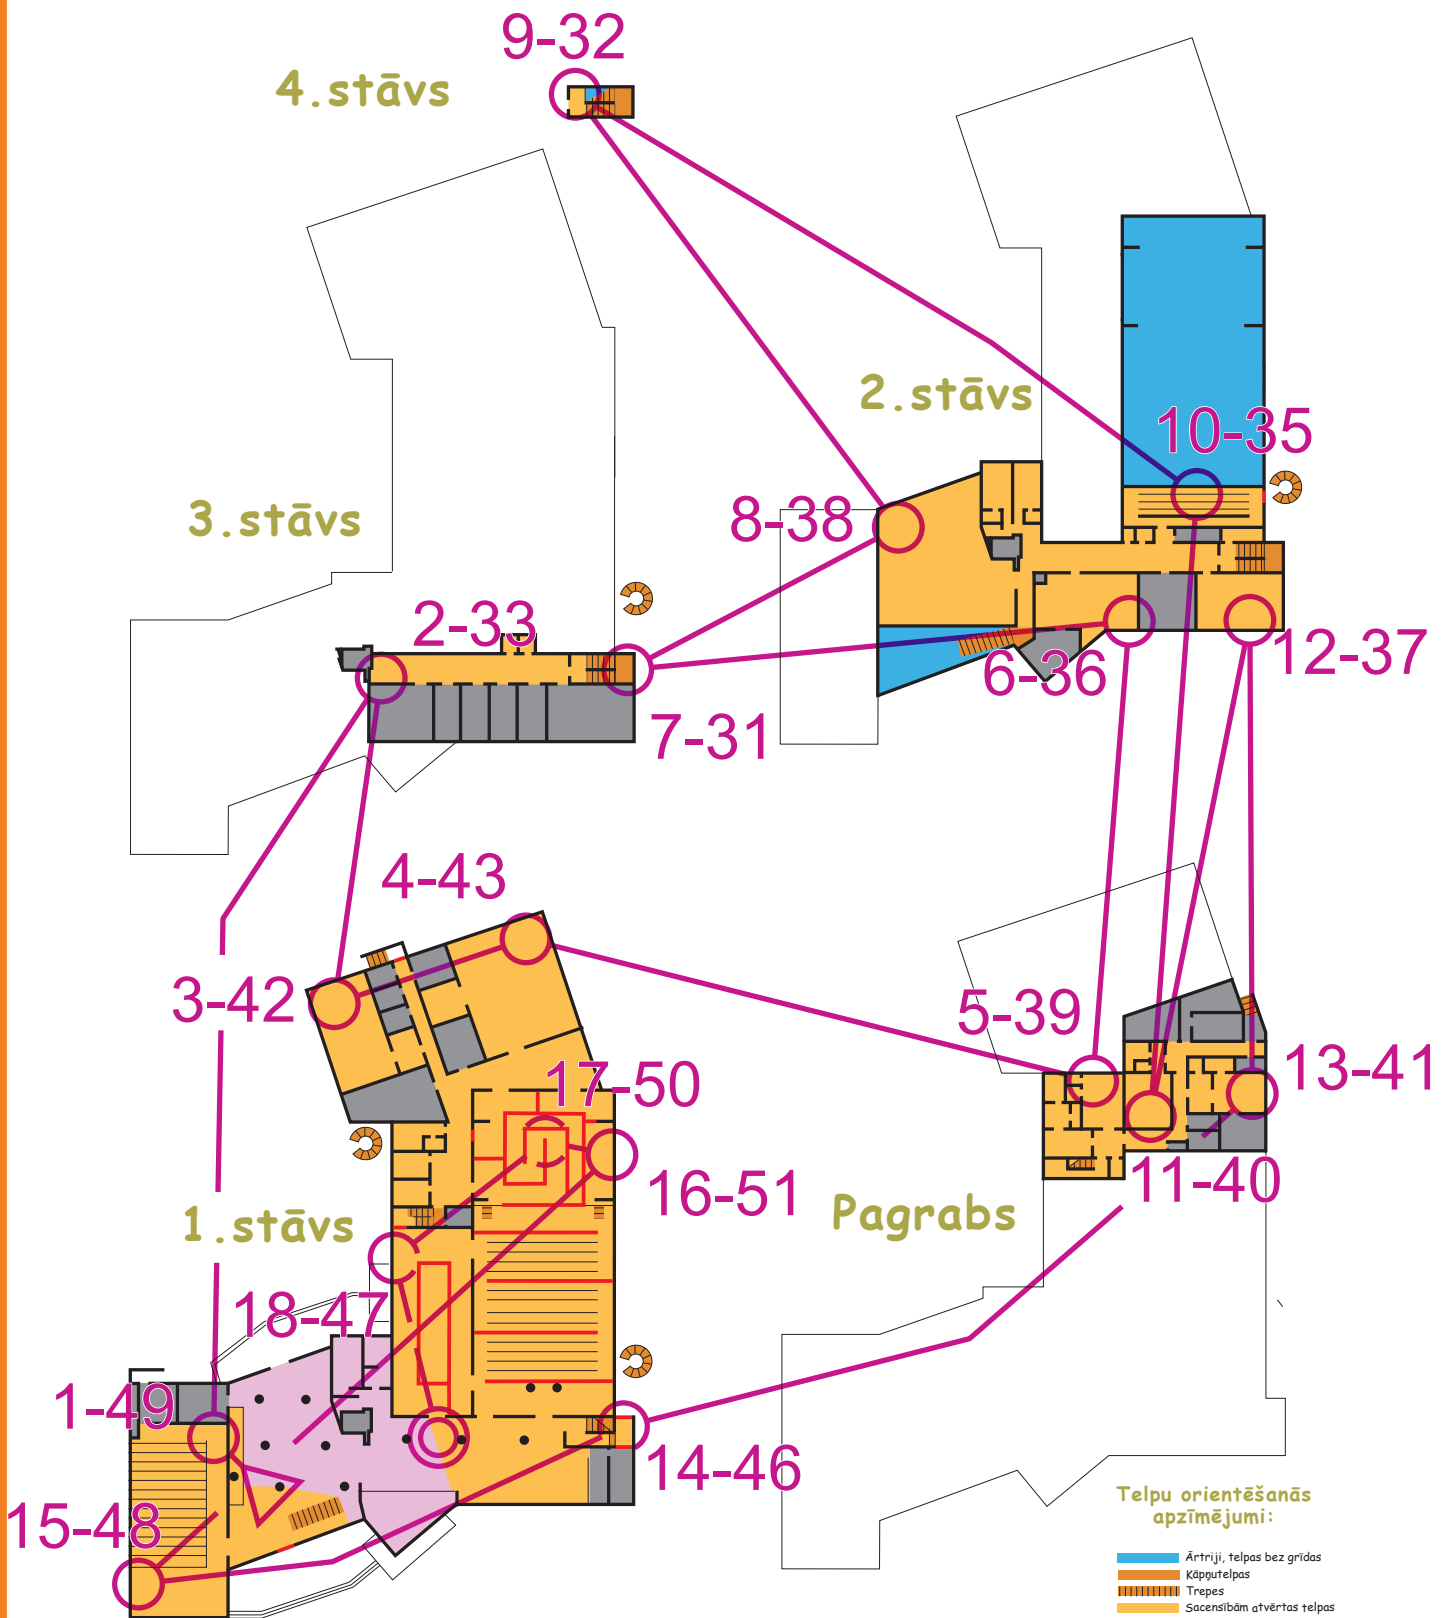 9-32
4.stāvs
2.stāvs
10-35
3.stāvs
8-38
2-33
12-37
6-36
7-31
4-43
3-42
5-39
17-50
13-41
16-51
11-40
Pagrabs
1.stāvs
18-47
1-49
14-46
15-48
Telpu orientēšanās
apzīmējumi:
Ārtriji, telpas bez grīdas
Kāpņutelpas
Trepes
Sacensībām atvērtas telpas